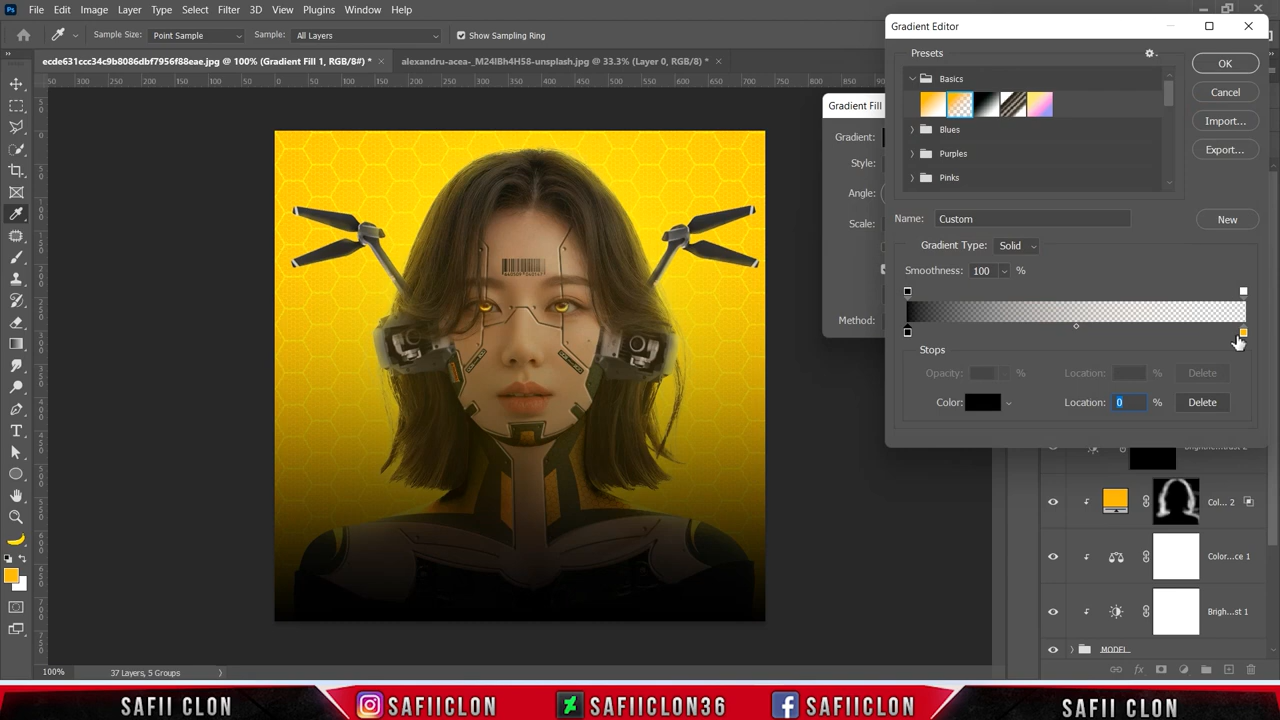 Ps File Edit Image Layer Type Select Filter 3D View Plugins Window Help
Gradient Editor
Sample Size: Point Sample Sample: All Layers Show Sampling Ring
ecde631ccc34c9b8086dbf7956f88eae.jpg @ 100% (Gradient Fill 1, RGB/8#) * alexandru-acea-_M24IBh4H58-unsplash.jpg @ 33.3% (Layer 0, RGB/8) *
Presets
OK
Basics
Cancel
Import...
Export...
Blues
Purples
Pinks
Gradient Fill
Gradient:
Style:
Angle:
Scale:
Method:
Name: Custom New
Gradient Type: Solid
Smoothness: 100 %
Stops
Opacity: % Location: % Delete
Color: Location: 0 % Delete
Col... 2
Color...ce 1
Brigh...st 1
MODEL
100% 37 Layers, 5 Groups
SAFII CLON SAFIICLON SAFIICLON36 SAFIICLON SAFII CLON